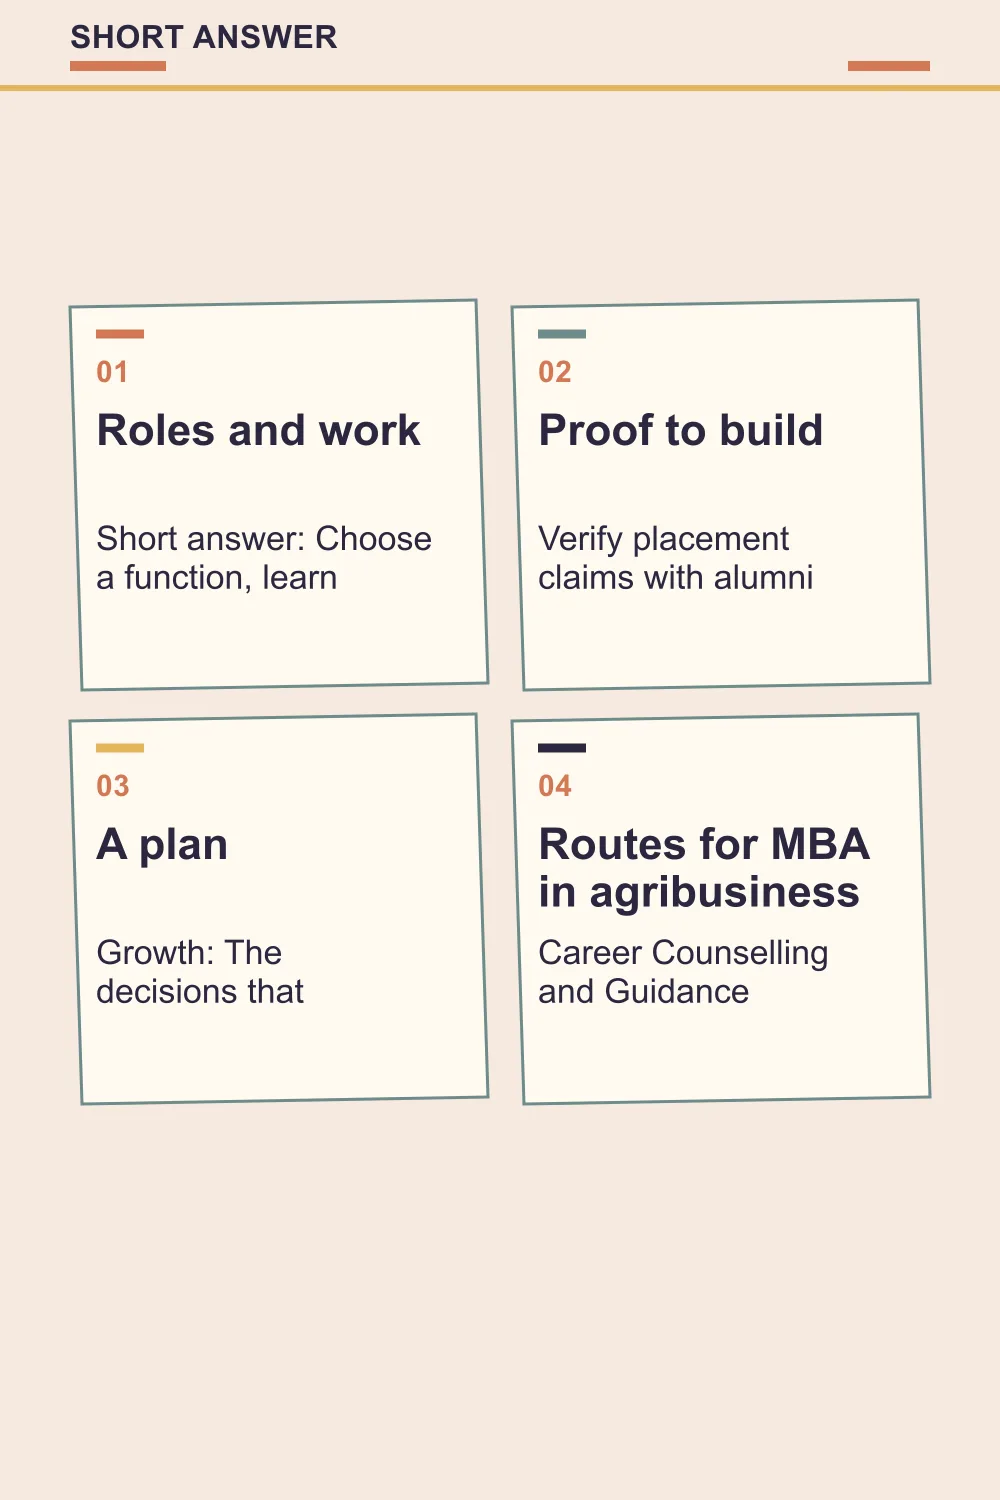 SHORT ANSWER
01
Roles and work
Short answer: Choose
a function, learn
02
Proof to build
Verify placement
claims with alumni
03
A plan
Growth: The
decisions that
04
Routes for MBA
in agribusiness
Career Counselling
and Guidance